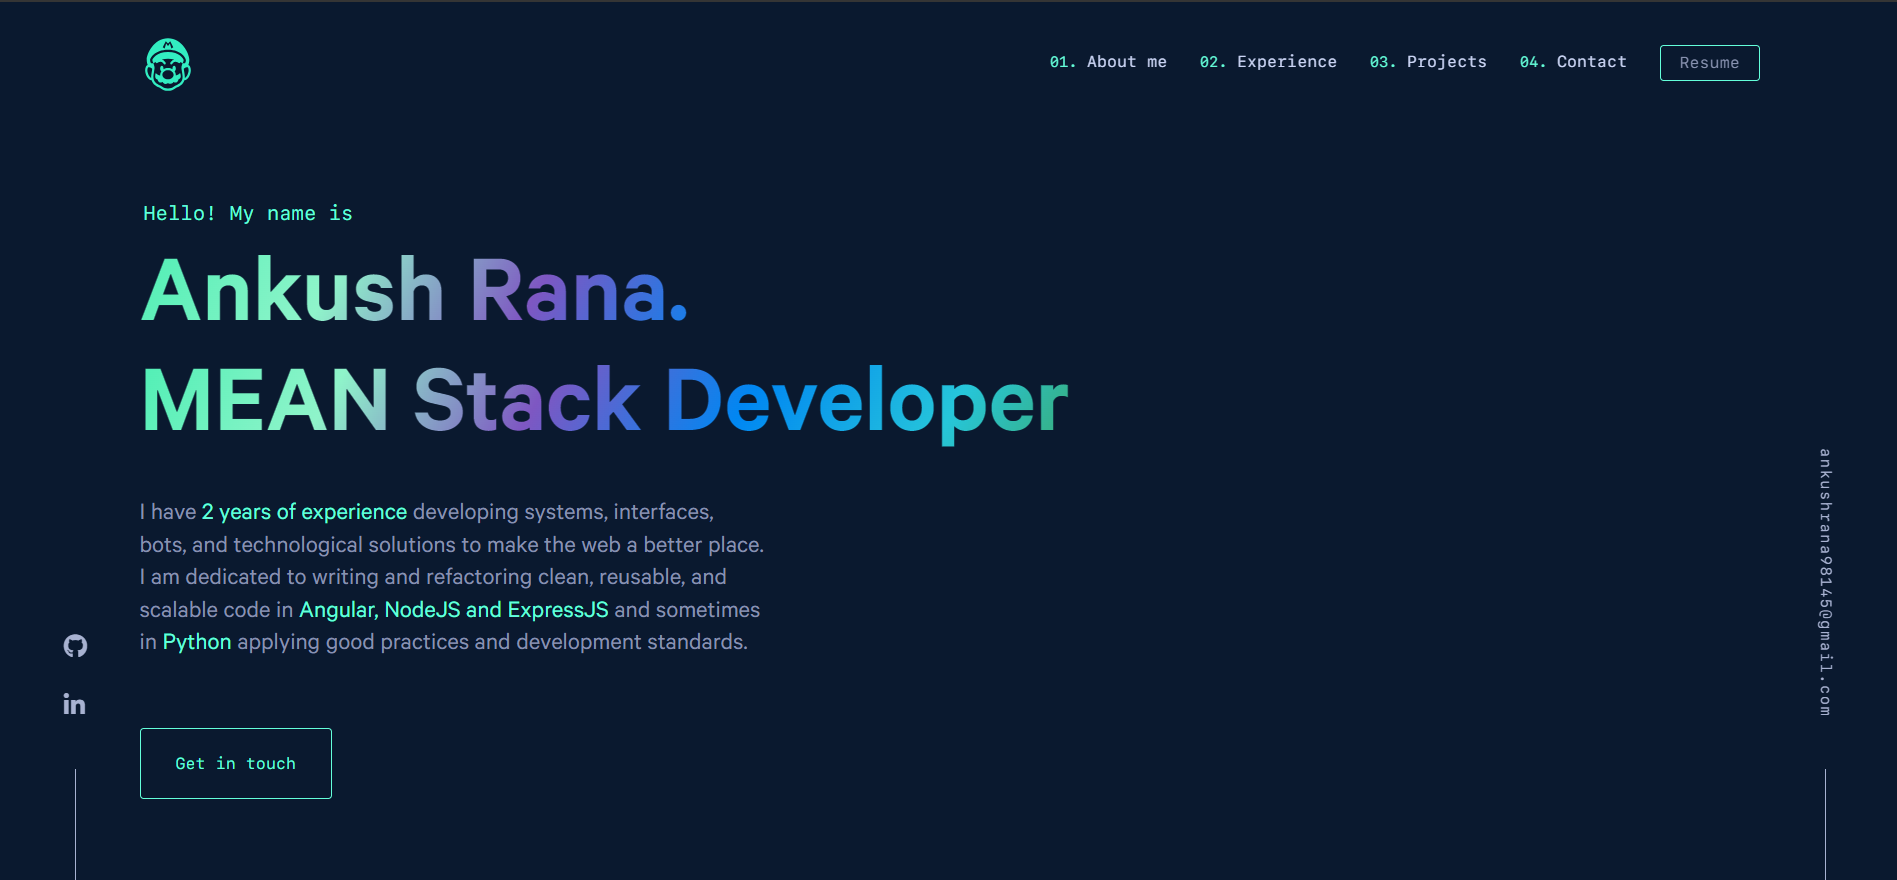 01. About me 02. Experience 03. Projects 04. Contact Resume
Hello! My name is
Ankush Rana.
MEAN Stack Developer
I have 2 years of experience developing systems, interfaces,
bots, and technological solutions to make the web a better place.
I am dedicated to writing and refactoring clean, reusable, and
scalable code in Angular, NodeJS and ExpressJS and sometimes
in Python applying good practices and development standards.
in
Get in touch
ankushrana98145@gmail.com